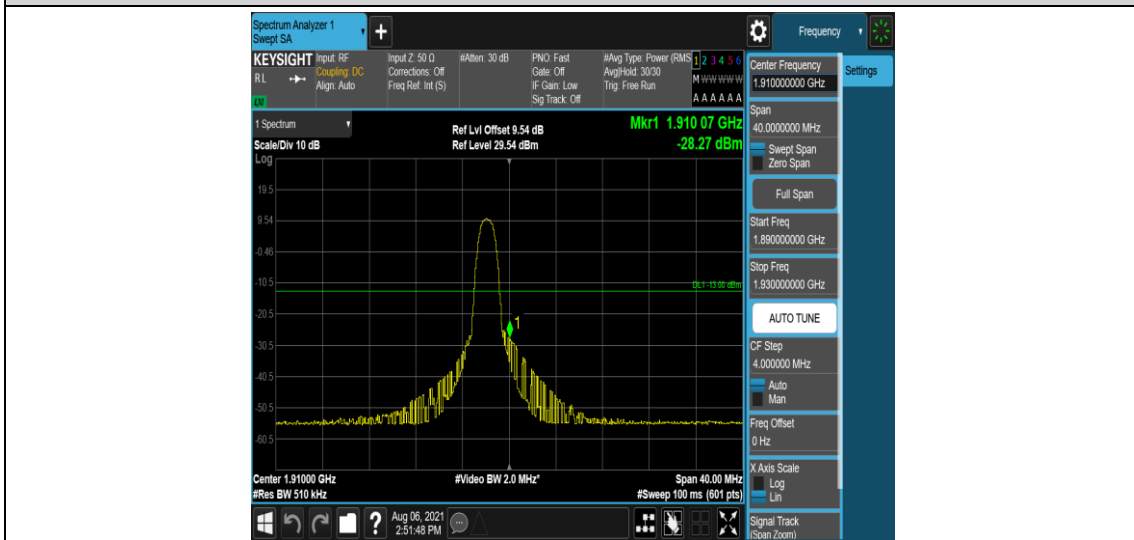 Spectrum Analyzer 1
Swept SA
+
Frequency
KEYSIGHT
RL
LXI
Input: RF
Coupling: DC
Align: Auto
Input Z: 50 Ω
Corrections: Off
Freq Ref: Int (S)
#Atten: 30 dB
PNO: Fast
Gate: Off
IF Gain: Low
Sig Track: Off
#Avg Type: Power (RMS
Avg|Hold: 30/30
Trig: Free Run
1 2 3 4 5 6
M W W W W W
A A A A A A
1 Spectrum
Scale/Div 10 dB
Ref Lvl Offset 9.54 dB
Ref Level 29.54 dBm
Mkr1 1.910 07 GHz
-28.27 dBm
Log
19.5
9.54
-0.46
-10.5
DL1 -13.00 dBm
-20.5
1
-30.5
-40.5
-50.5
-60.5
Center 1.91000 GHz
#Res BW 510 kHz
#Video BW 2.0 MHz*
Span 40.00 MHz
#Sweep 100 ms (601 pts)
Center Frequency
1.910000000 GHz
Settings
Span
40.0000000 MHz
Swept Span
Zero Span
Full Span
Start Freq
1.890000000 GHz
Stop Freq
1.930000000 GHz
AUTO TUNE
CF Step
4.000000 MHz
Auto
Man
Freq Offset
0 Hz
X Axis Scale
Log
Lin
Signal Track
(Span Zoom)
?
Aug 06, 2021
2:51:48 PM